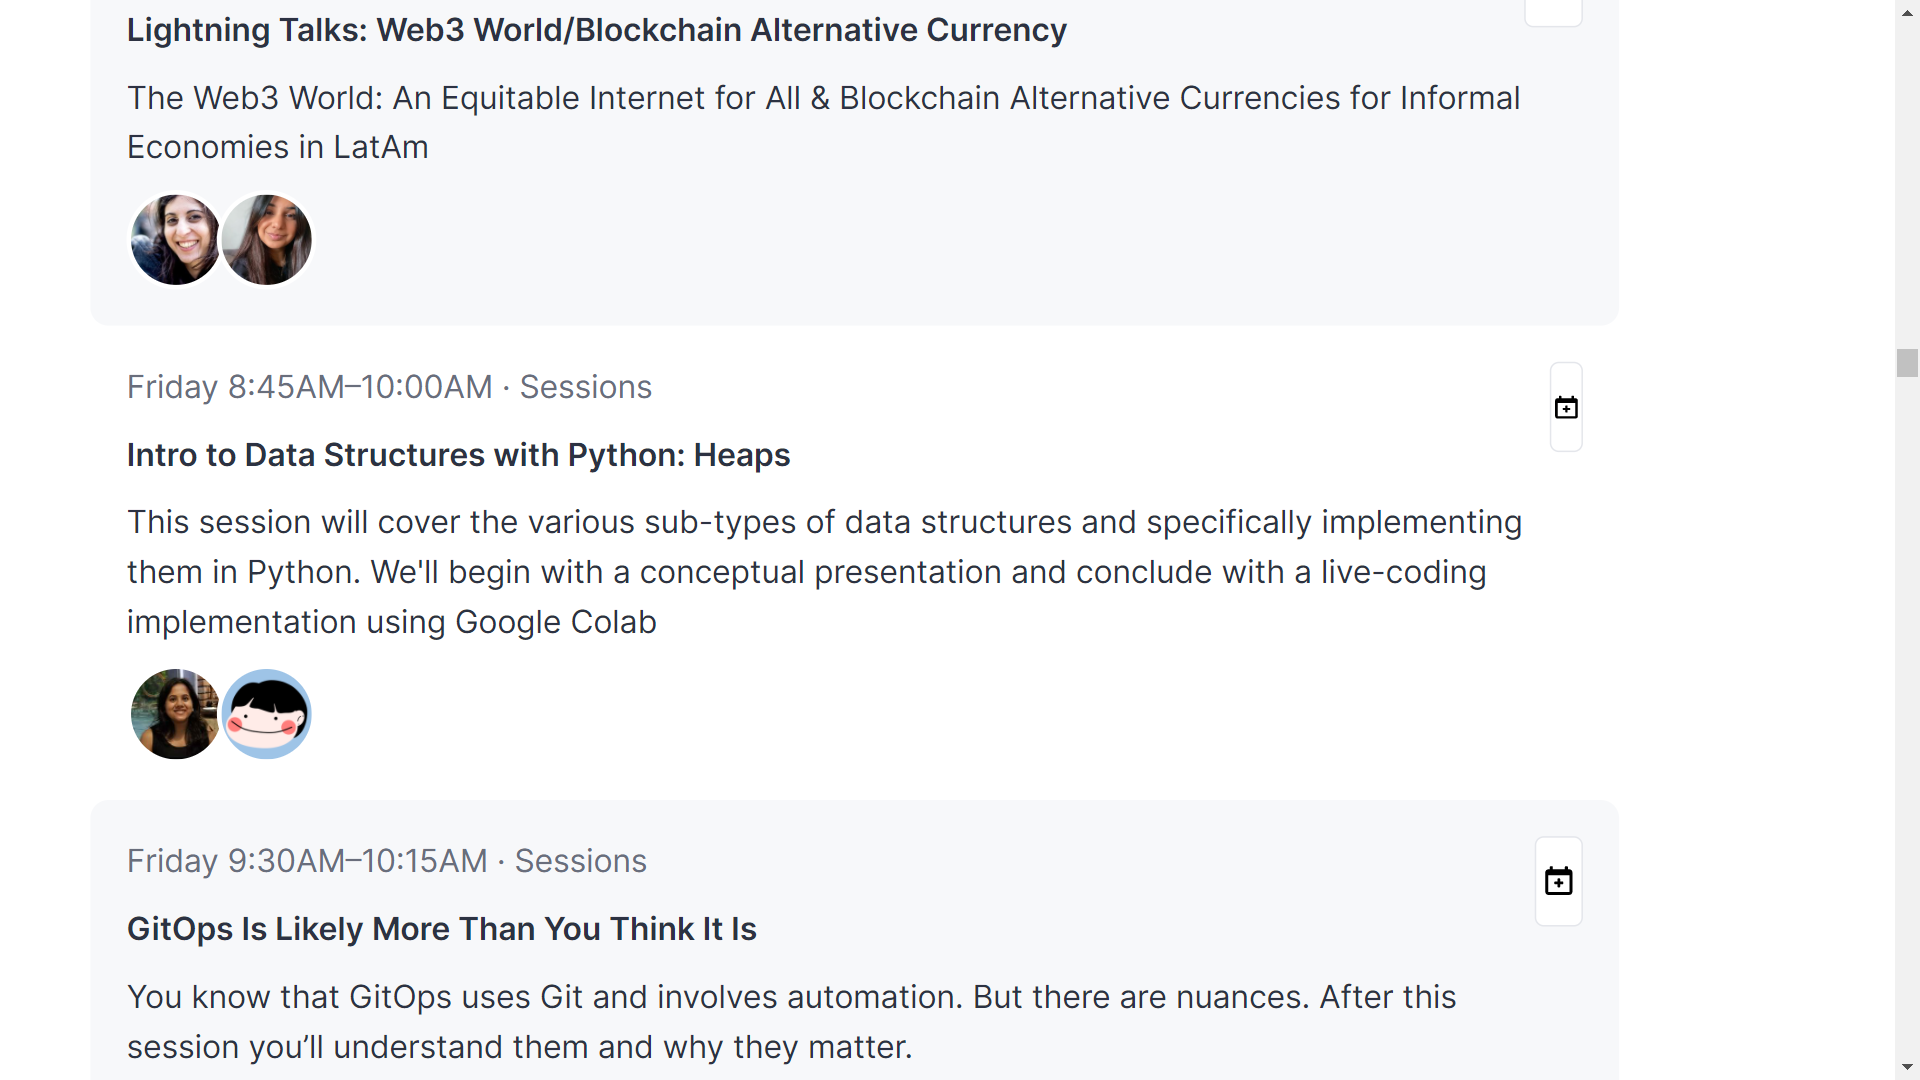 Lightning Talks: Web3 World/Blockchain Alternative Currency
The Web3 World: An Equitable Internet for All & Blockchain Alternative Currencies for Informal
Economies in LatAm
Friday 8:45AM–10:00AM · Sessions
Intro to Data Structures with Python: Heaps
This session will cover the various sub-types of data structures and specifically implementing
them in Python. We'll begin with a conceptual presentation and conclude with a live-coding
implementation using Google Colab
Friday 9:30AM–10:15AM · Sessions
GitOps Is Likely More Than You Think It Is
You know that GitOps uses Git and involves automation. But there are nuances. After this
session you’ll understand them and why they matter.